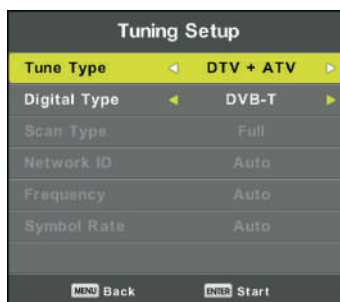 Tuning Setup
Tune Type DTV + ATV
Digital Type DVB-T
Scan Type Full
Network ID Auto
Frequency Auto
Symbol Rate Auto
MENU Back ENTER Start